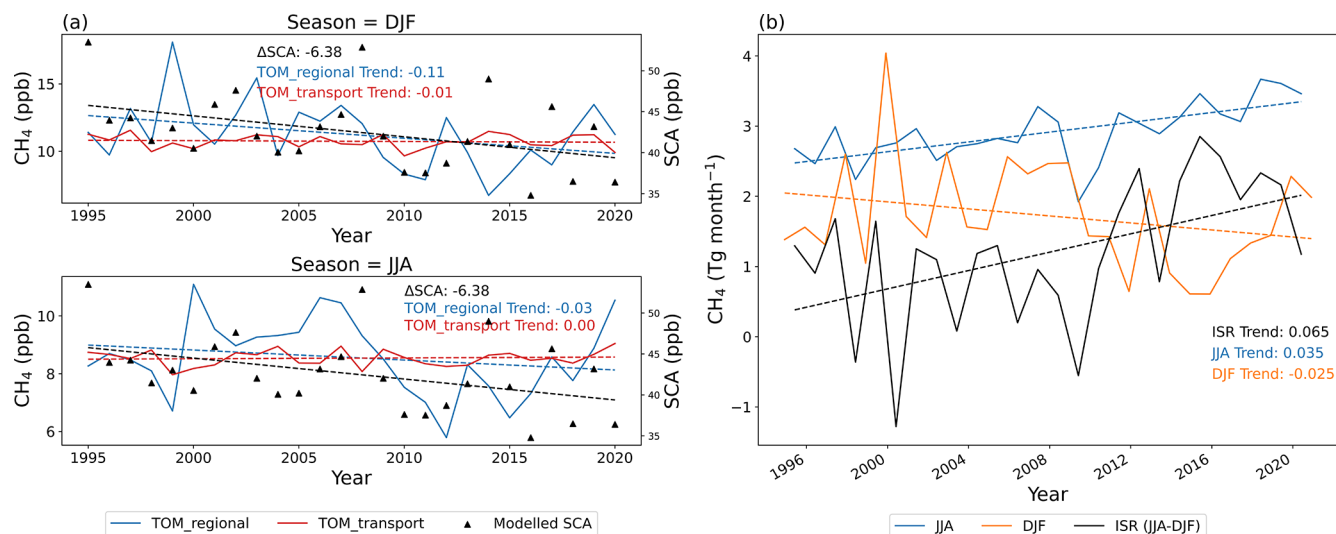 (a)
Season = DJF
ΔSCA: -6.38
TOM_regional Trend: -0.11
TOM_transport Trend: -0.01
CH₄ (ppb)
15
10
SCA (ppb)
50
45
40
35
1995 2000 2005 2010 2015 2020
Year
Season = JJA
ΔSCA: -6.38
TOM_regional Trend: -0.03
TOM_transport Trend: 0.00
CH₄ (ppb)
10
8
6
SCA (ppb)
50
45
40
35
1995 2000 2005 2010 2015 2020
Year
TOM_regional TOM_transport Modelled SCA
(b)
CH₄ (Tg month⁻¹)
4
3
2
1
0
−1
ISR Trend: 0.065
JJA Trend: 0.035
DJF Trend: -0.025
1996 2000 2004 2008 2012 2016 2020
Year
JJA DJF ISR (JJA-DJF)